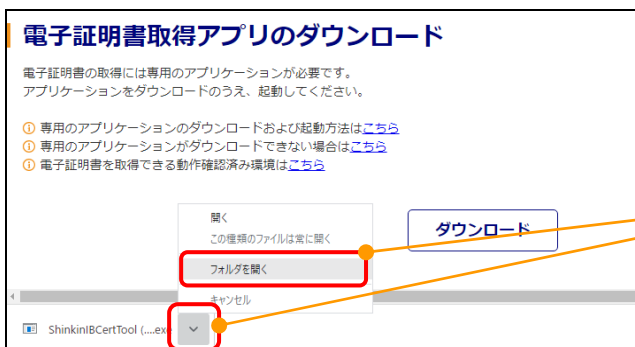 電子証明書取得アプリのダウンロード
電子証明書の取得には専用のアプリケーションが必要です。
アプリケーションをダウンロードのうえ、起動してください。
専用のアプリケーションのダウンロードおよび起動方法はこちら
専用のアプリケーションがダウンロードできない場合はこちら
電子証明書を取得できる動作確認済み環境はこちら
開く
この種類のファイルは常に開く
フォルダを開く
キャンセル
ダウンロード
ShinkinIBCertTool (....exe